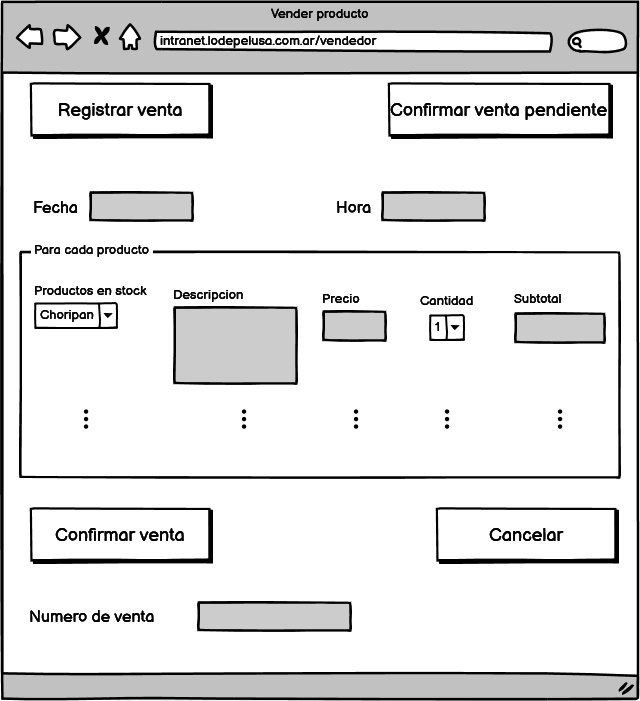 Vender producto
intranet.lodepelusa.com.ar/vendedor
Registrar venta
Confirmar venta pendiente
Fecha
Hora
Para cada producto
Productos en stock
Descripcion
Precio
Cantidad
Subtotal
Choripan
1
Confirmar venta
Cancelar
Numero de venta